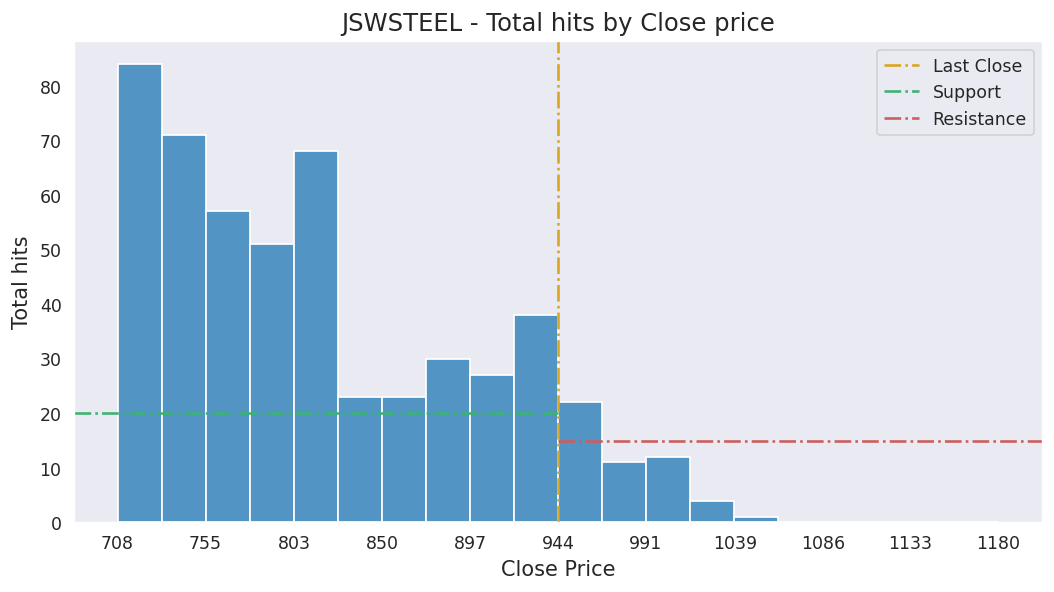 JSWSTEEL - Total hits by Close price
Last Close
Support
Resistance
Total hits
80
70
60
50
40
30
20
10
0
708 755 803 850 897 944 991 1039 1086 1133 1180
Close Price